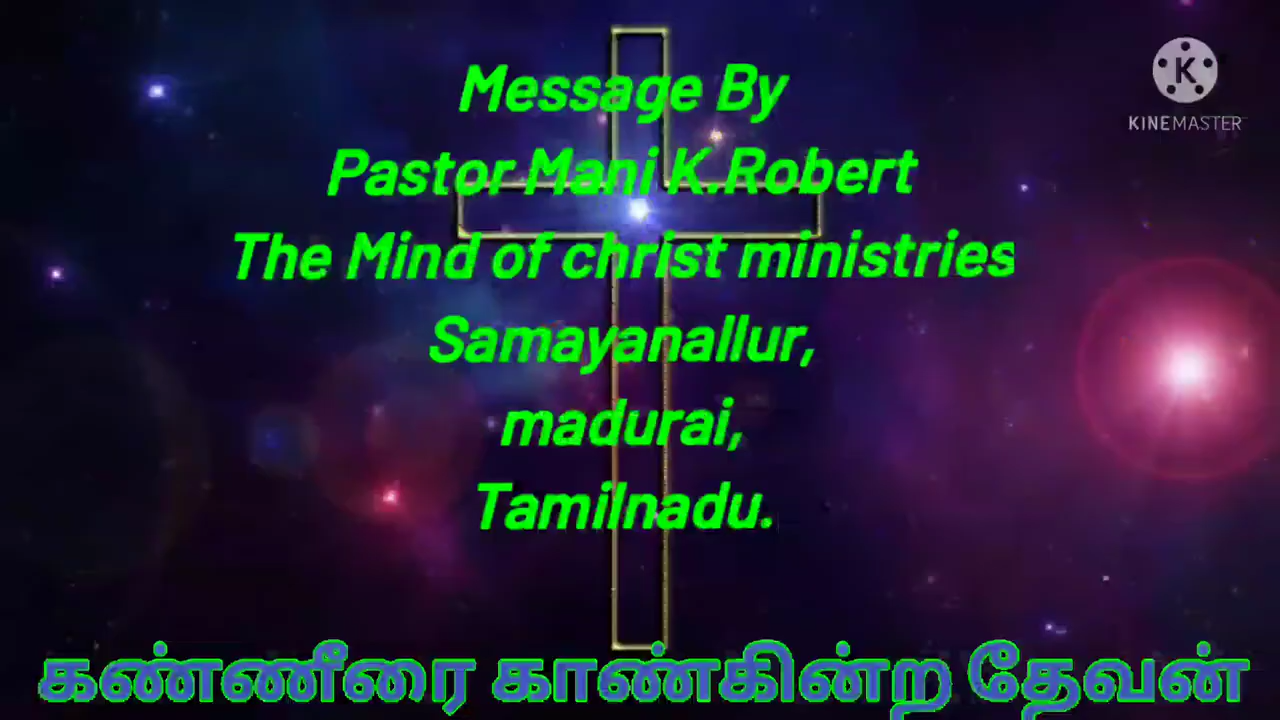 Message By
Pastor Mani K.Robert
The Mind of christ ministries
Samayanallur,
madurai,
Tamilnadu.
K
KINEMASTER
கண்ணீரை காண்கின்ற தேவன்